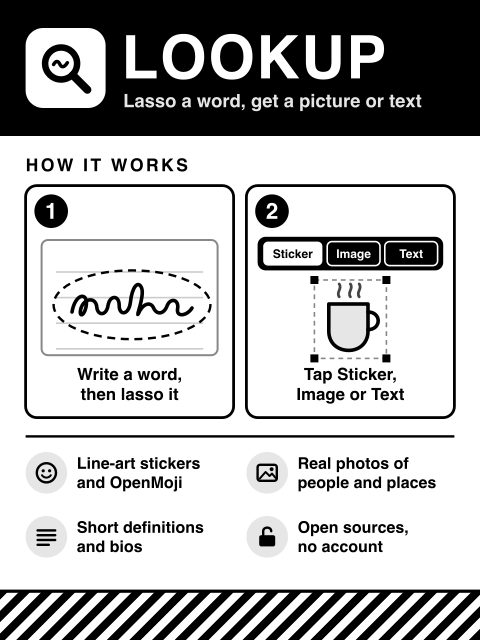 LOOKUP
Lasso a word, get a picture or text
HOW IT WORKS
1
Write a word,
then lasso it
2
Sticker Image Text
Tap Sticker,
Image or Text
Line-art stickers
and OpenMoji
Real photos of
people and places
Short definitions
and bios
Open sources,
no account